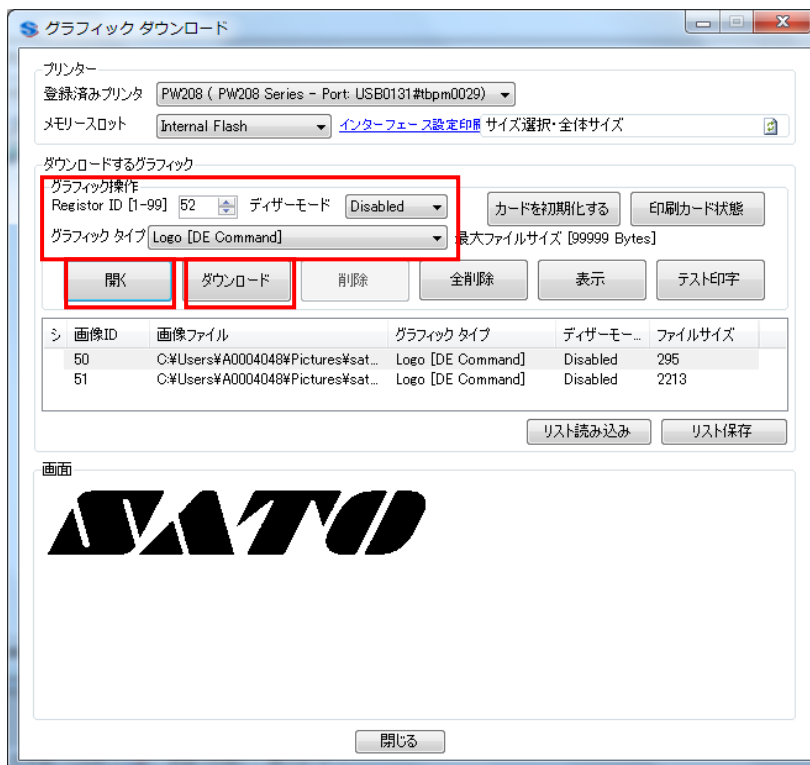 グラフィック ダウンロード
プリンター
登録済みプリンタ PW208 ( PW208 Series - Port: USB0131#tbpm0029)
メモリースロット Internal Flash インターフェース設定印刷 サイズ選択・全体サイズ
ダウンロードするグラフィック
グラフィック操作
Registor ID [1-99] 52 ディザーモード Disabled カードを初期化する 印刷カード状態
グラフィック タイプ Logo [DE Command] 最大ファイルサイズ [99999 Bytes]
開く ダウンロード 削除 全削除 表示 テスト印字
シ 画像ID 画像ファイル グラフィック タイプ ディザーモー... ファイルサイズ
50 C:¥Users¥A0004048¥Pictures¥sat... Logo [DE Command] Disabled 295
51 C:¥Users¥A0004048¥Pictures¥sat... Logo [DE Command] Disabled 2213
リスト読み込み リスト保存
画面
SATO
閉じる